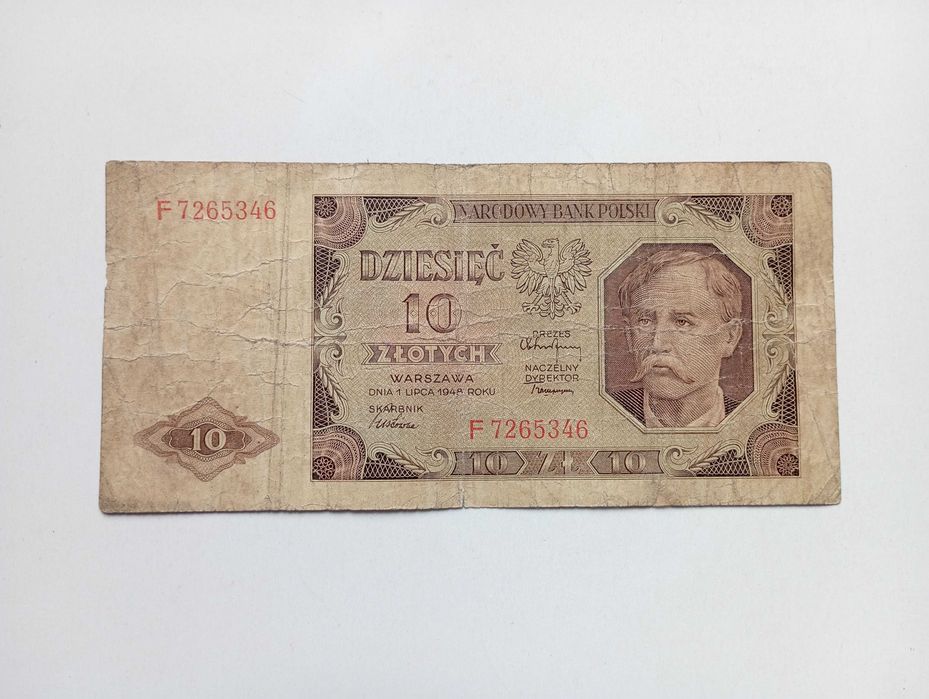 F 7265346
NARODOWY BANK POLSKI
DZIESIĘĆ
10
ZŁOTYCH
WARSZAWA
DNIA 1 LIPCA 1948 ROKU
SKARBNIK
PREZES
NACZELNY
DYREKTOR
F 7265346
10
10 ZŁ 10